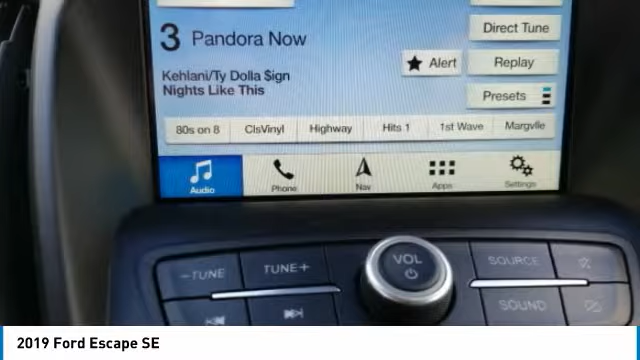 Direct Tune
3 Pandora Now
★ Alert
Replay
Kehlani/Ty Dolla $ign
Nights Like This
Presets
80s on 8 ClsVinyl Highway Hits 1 1st Wave Margvlle
Audio Phone Nav Apps Settings
-TUNE TUNE+ VOL SOURCE
SOUND
2019 Ford Escape SE